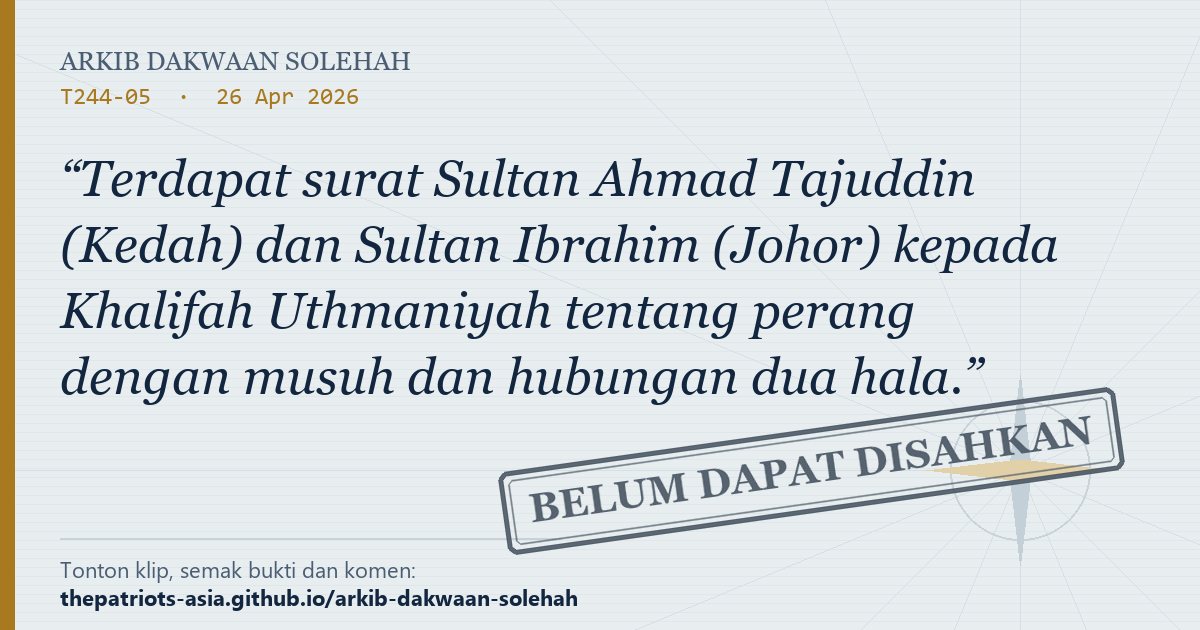 ARKIB DAKWAAN SOLEHAH
T244-05 · 26 Apr 2026
“Terdapat surat Sultan Ahmad Tajuddin
(Kedah) dan Sultan Ibrahim (Johor) kepada
Khalifah Uthmaniyah tentang perang
dengan musuh dan hubungan dua hala.”
BELUM DAPAT DISAHKAN
Tonton klip, semak bukti dan komen:
thepatriots-asia.github.io/arkib-dakwaan-solehah